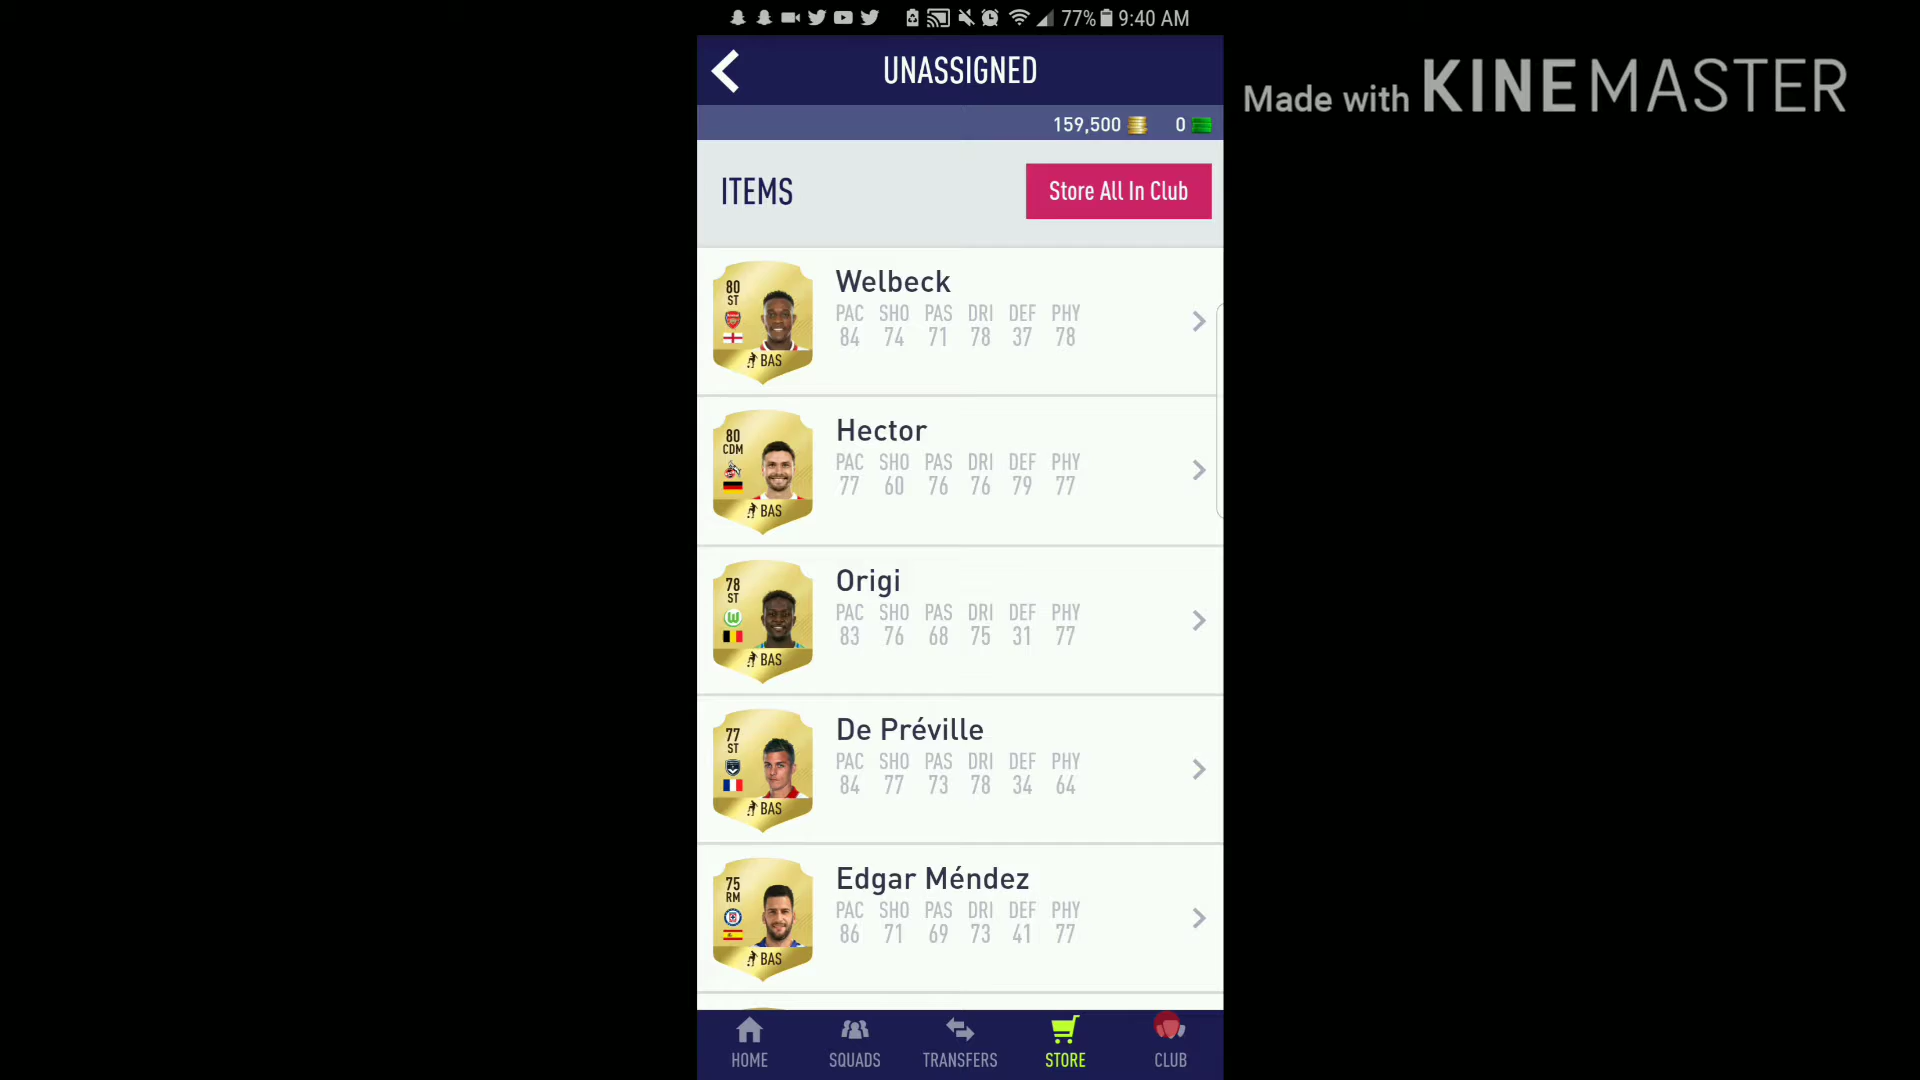 77% 9:40 AM
UNASSIGNED
Made with KINEMASTER
159,500 0
ITEMS
Store All In Club
80
ST
BAS
Welbeck
PAC SHO PAS DRI DEF PHY
84 74 71 78 37 78
80
CDM
BAS
Hector
PAC SHO PAS DRI DEF PHY
77 60 76 76 79 77
78
ST
BAS
Origi
PAC SHO PAS DRI DEF PHY
83 76 68 75 31 77
77
ST
BAS
De Préville
PAC SHO PAS DRI DEF PHY
84 77 73 78 34 64
75
RM
BAS
Edgar Méndez
PAC SHO PAS DRI DEF PHY
86 71 69 73 41 77
HOME SQUADS TRANSFERS STORE CLUB